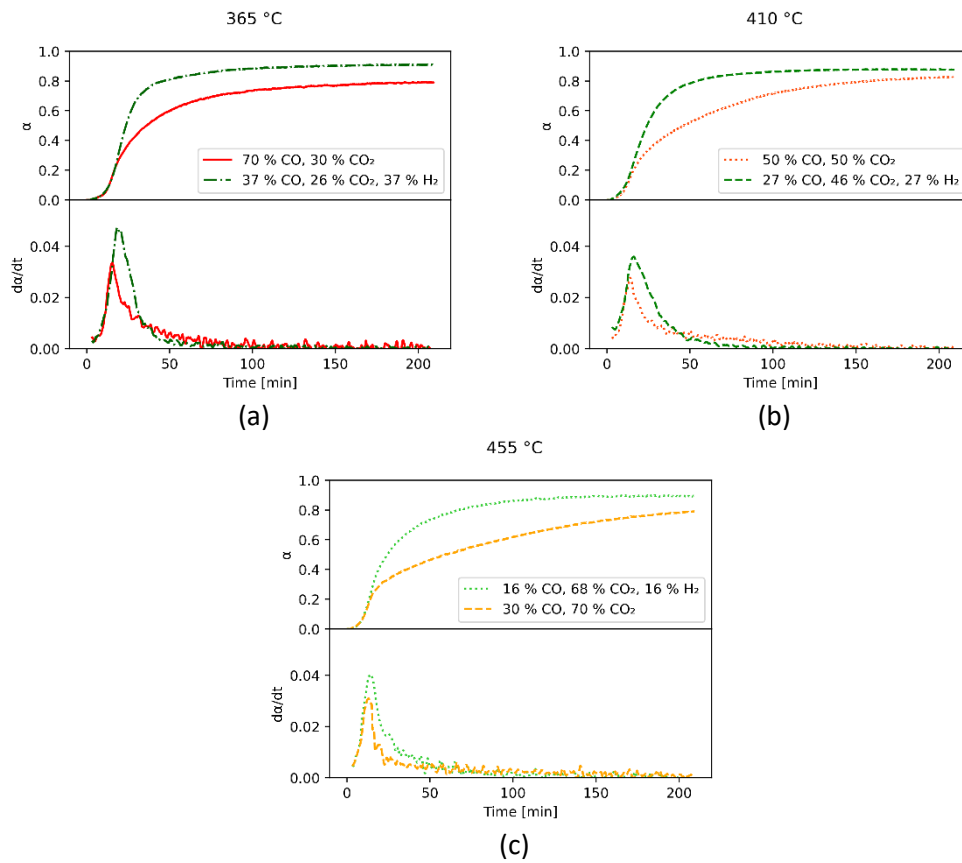 365 °C
1.0
0.8
0.6
0.4
0.2
0.0
α
70 % CO, 30 % CO₂
37 % CO, 26 % CO₂, 37 % H₂
0.04
0.02
0.00
dα/dt
0 50 100 150 200
Time [min]
(a)
410 °C
1.0
0.8
0.6
0.4
0.2
0.0
α
50 % CO, 50 % CO₂
27 % CO, 46 % CO₂, 27 % H₂
0.04
0.02
0.00
dα/dt
0 50 100 150 200
Time [min]
(b)
455 °C
1.0
0.8
0.6
0.4
0.2
0.0
α
16 % CO, 68 % CO₂, 16 % H₂
30 % CO, 70 % CO₂
0.04
0.02
0.00
dα/dt
0 50 100 150 200
Time [min]
(c)